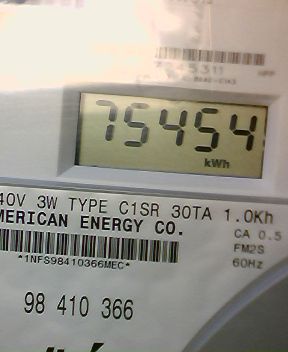 75454
kWh
40V 3W TYPE C1SR 30TA 1.0Kh
MERICAN ENERGY CO.
CA 0.5
FM2S
60Hz
*1NFS98410366MEC*
98 410 366